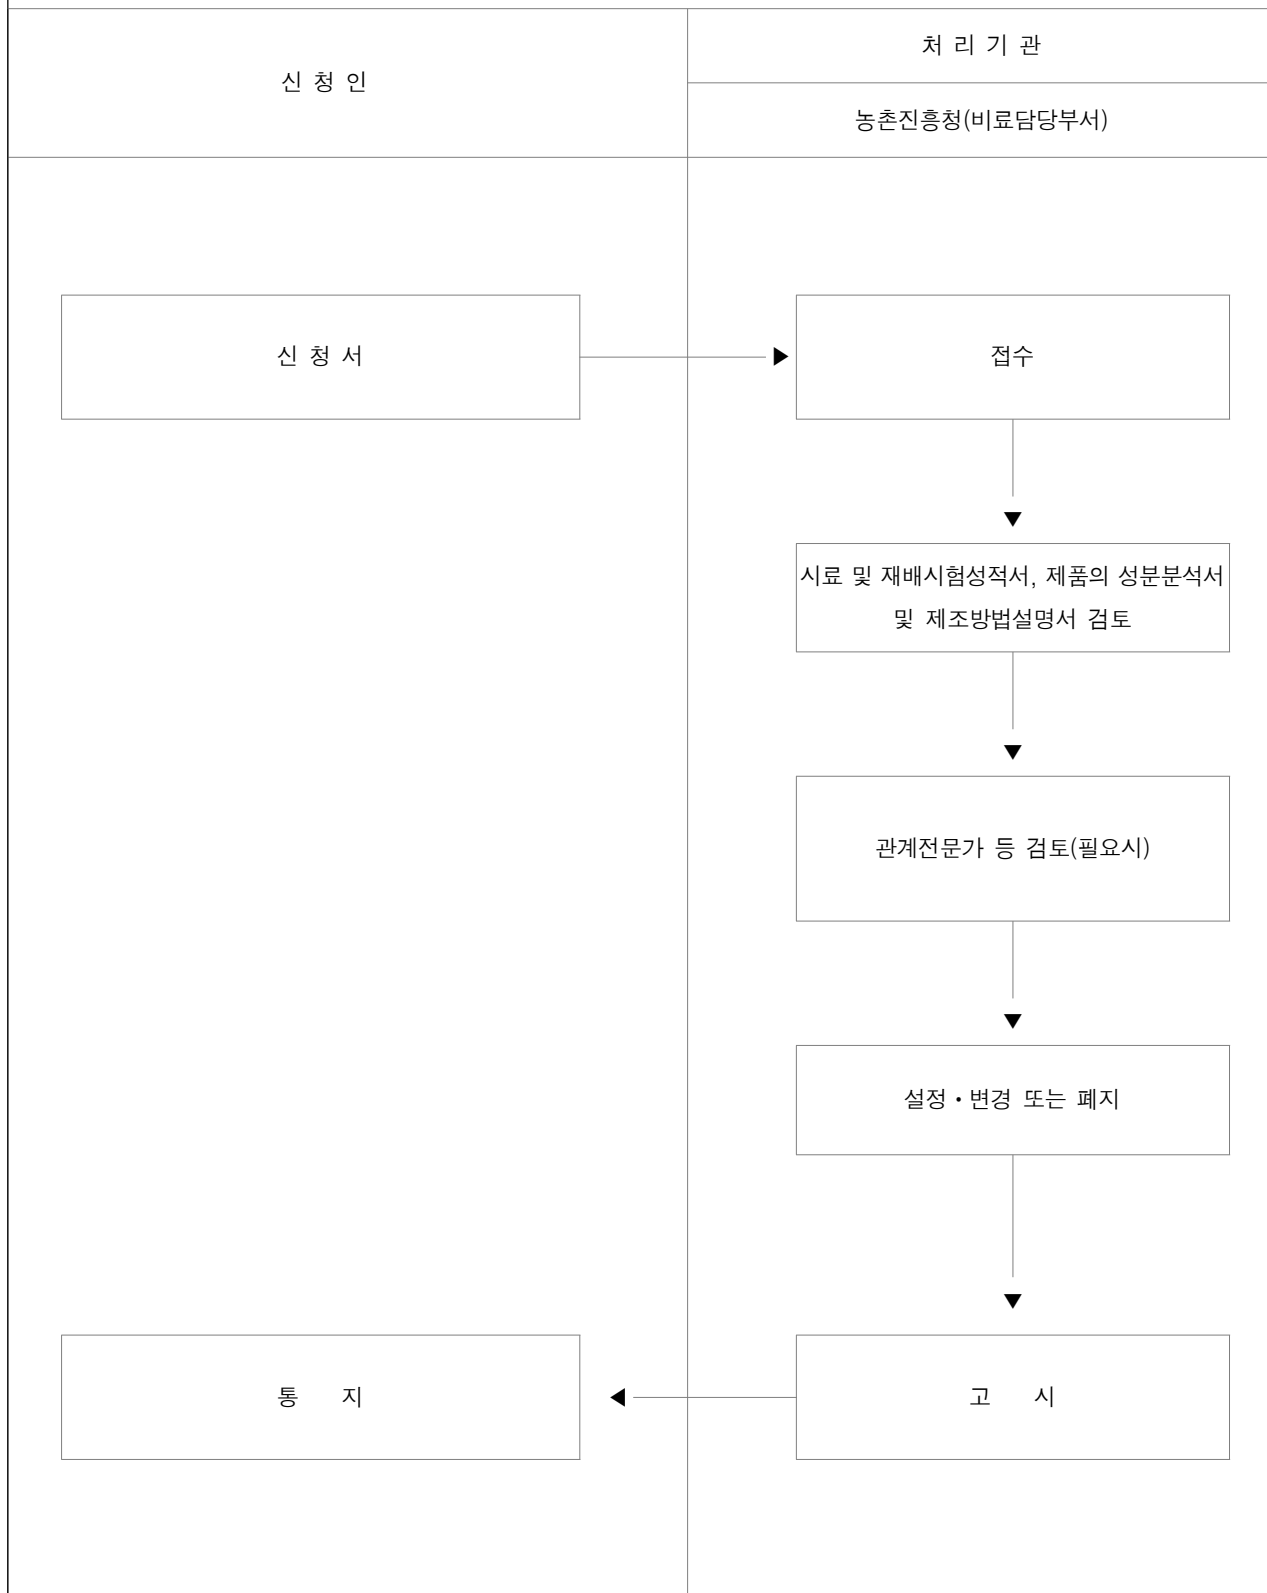 신 청 인
처 리 기 관
농촌진흥청(비료담당부서)
신 청 서
접수
시료 및 재배시험성적서, 제품의 성분분석서
및 제조방법설명서 검토
관계전문가 등 검토(필요시)
설정·변경 또는 폐지
통 지
고 시